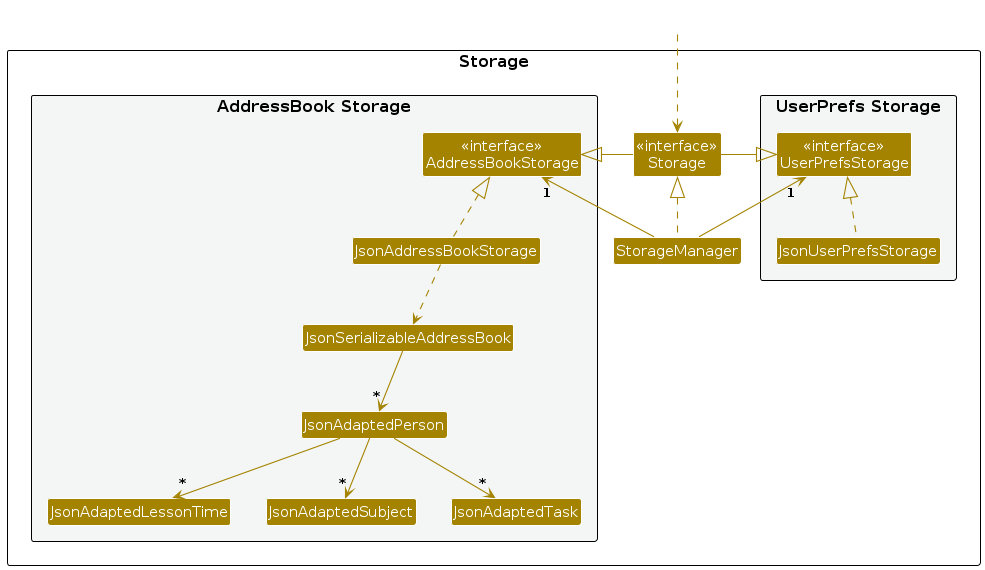 Storage
AddressBook Storage
UserPrefs Storage
«interface»
AddressBookStorage
«interface»
Storage
«interface»
UserPrefsStorage
1
1
JsonAddressBookStorage
StorageManager
JsonUserPrefsStorage
JsonSerializableAddressBook
*
JsonAdaptedPerson
*
*
*
JsonAdaptedLessonTime
JsonAdaptedSubject
JsonAdaptedTask